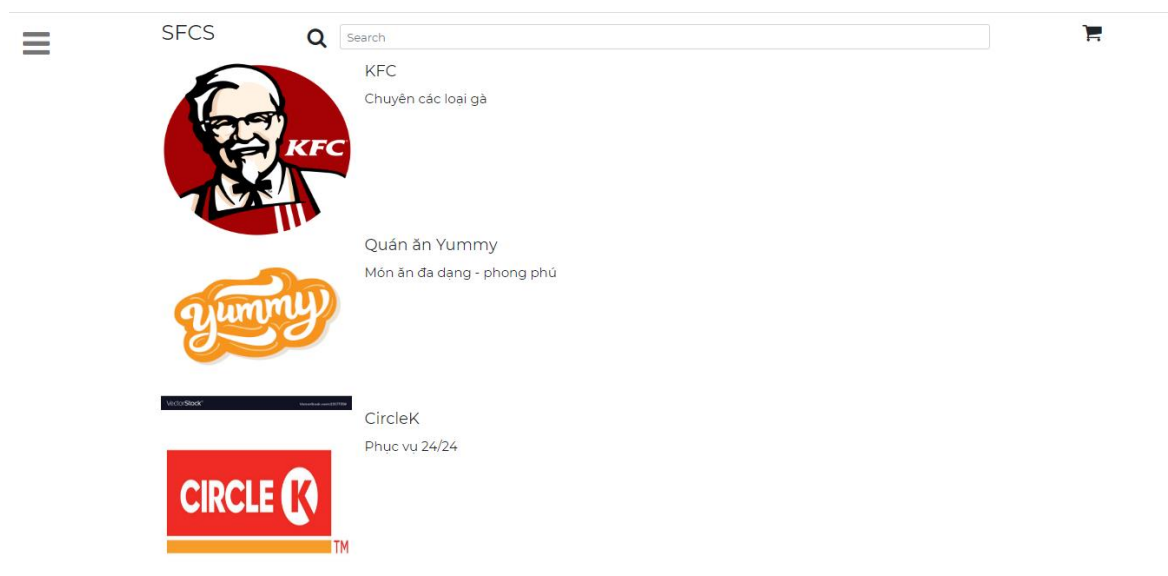 SFCS
Search
KFC
Chuyên các loại gà
KFC
Quán ăn Yummy
Món ăn đa dạng - phong phú
yummy
VectorStock
CircleK
Phục vụ 24/24
CIRCLE K
TM